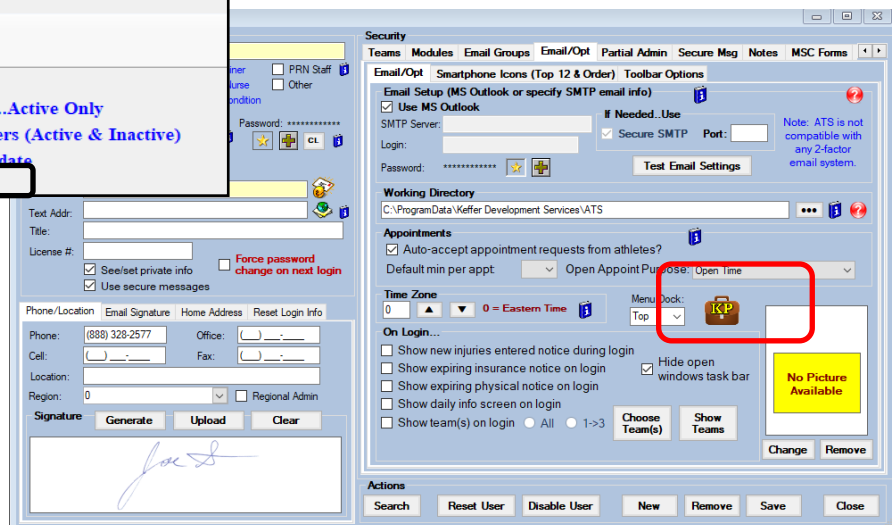 ..Active Only
ers (Active & Inactive)
date
PRN Staff
Other
Password: ************
CL
Text Addr:
Title:
License #:
See/set private info
Use secure messages
Force password
change on next login
Phone/Location Email Signature Home Address Reset Login Info
Phone: (888) 328-2577 Office: (__) __-____
Cell: (__) __-____ Fax: (__) __-____
Location:
Region: 0 Regional Admin
Signature Generate Upload Clear
Joe S
Security
Teams Modules Email Groups Email/Opt Partial Admin Secure Msg Notes MSC Forms
Email/Opt Smartphone Icons (Top 12 & Order) Toolbar Options
Email Setup (MS Outlook or specify SMTP email info)
Use MS Outlook
SMTP Server:
Login:
Password: ************
If Needed..Use
Secure SMTP Port:
Test Email Settings
Note: ATS is not
compatible with
any 2-factor
email system.
Working Directory
C:\ProgramData\Keffer Development Services\ATS
•••
Appointments
Auto-accept appointment requests from athletes?
Default min per appt: Open Appoint Purpose: Open Time
Time Zone
0 0 = Eastern Time
Menu Dock:
Top
KP
On Login...
Show new injuries entered notice during login
Show expiring insurance notice on login
Show expiring physical notice on login
Show daily info screen on login
Show team(s) on login All 1->3
Hide open
windows task bar
Choose
Team(s)
Show
Teams
No Picture
Available
Change Remove
Actions
Search Reset User Disable User New Remove Save Close